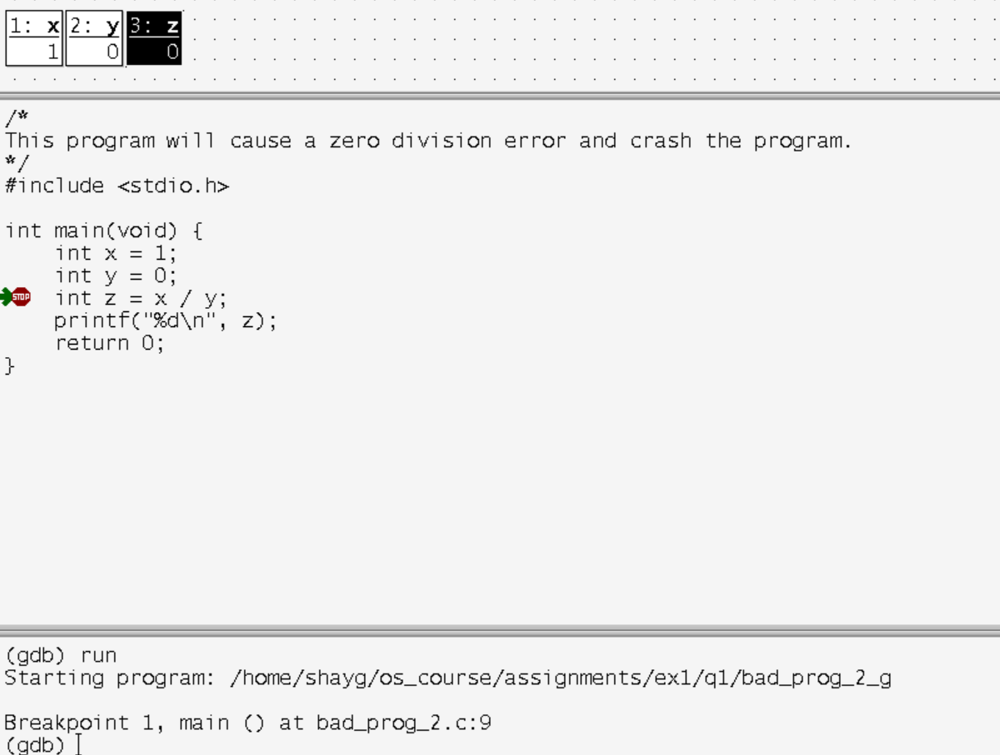 1: x 2: y 3: z
1 0 0
/*
This program will cause a zero division error and crash the program.
*/
#include <stdio.h>

int main(void) {
    int x = 1;
    int y = 0;
STOP int z = x / y;
    printf("%d\n", z);
    return 0;
}

(gdb) run
Starting program: /home/shayg/os_course/assignments/ex1/q1/bad_prog_2_g

Breakpoint 1, main () at bad_prog_2.c:9
(gdb)